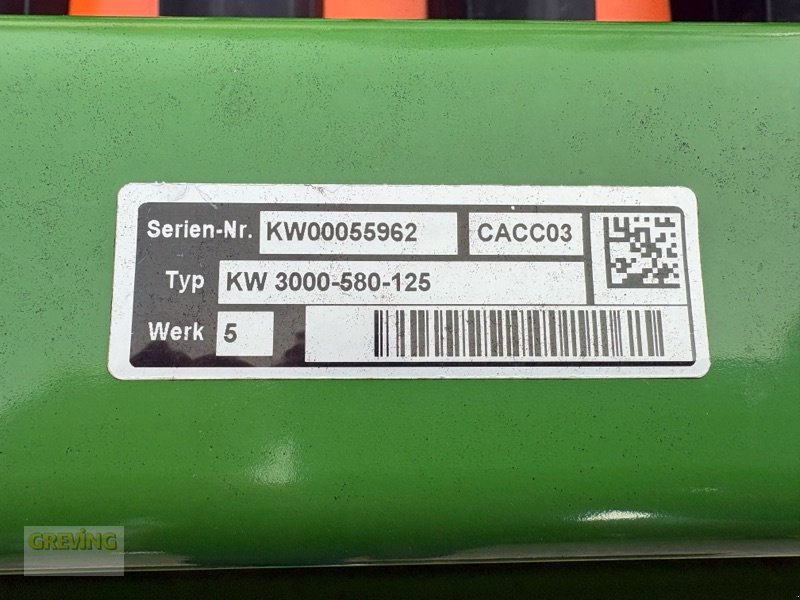 Serien-Nr. KW00055962 CACC03
Typ KW 3000-580-125
Werk 5
GREVING